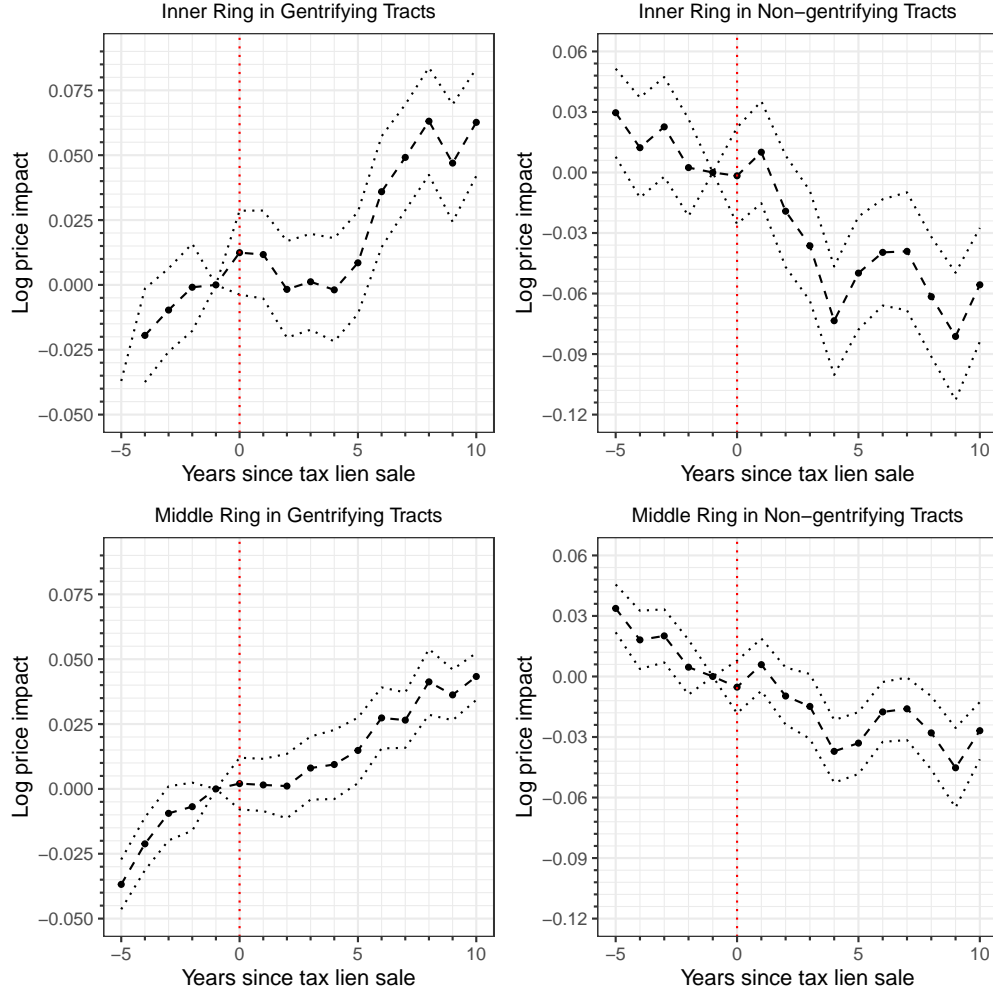 Inner Ring in Gentrifying Tracts
Log price impact
0.075
0.050
0.025
0.000
−0.025
−0.050
−5 0 5 10
Years since tax lien sale
Inner Ring in Non−gentrifying Tracts
Log price impact
0.06
0.03
0.00
−0.03
−0.06
−0.09
−0.12
−5 0 5 10
Years since tax lien sale
Middle Ring in Gentrifying Tracts
Log price impact
0.075
0.050
0.025
0.000
−0.025
−0.050
−5 0 5 10
Years since tax lien sale
Middle Ring in Non−gentrifying Tracts
Log price impact
0.06
0.03
0.00
−0.03
−0.06
−0.09
−0.12
−5 0 5 10
Years since tax lien sale